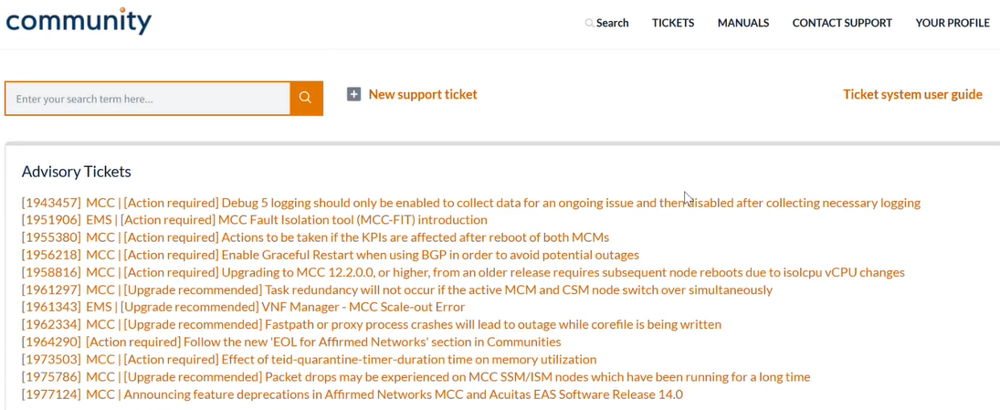 community
Search TICKETS MANUALS CONTACT SUPPORT YOUR PROFILE
Enter your search term here...
New support ticket
Ticket system user guide
Advisory Tickets
[1943457] MCC | [Action required] Debug 5 logging should only be enabled to collect data for an ongoing issue and then disabled after collecting necessary logging
[1951906] EMS | [Action required] MCC Fault Isolation tool (MCC-FIT) introduction
[1955380] MCC | [Action required] Actions to be taken if the KPIs are affected after reboot of both MCMs
[1956218] MCC | [Action required] Enable Graceful Restart when using BGP in order to avoid potential outages
[1958816] MCC | [Action required] Upgrading to MCC 12.2.0.0, or higher, from an older release requires subsequent node reboots due to isolcpu vCPU changes
[1961297] MCC | [Upgrade recommended] Task redundancy will not occur if the active MCM and CSM node switch over simultaneously
[1961343] EMS | [Upgrade recommended] VNF Manager - MCC Scale-out Error
[1962334] MCC | [Upgrade recommended] Fastpath or proxy process crashes will lead to outage while corefile is being written
[1964290] [Action required] Follow the new 'EOL for Affirmed Networks' section in Communities
[1973503] MCC | [Action required] Effect of teid-quarantine-timer-duration time on memory utilization
[1975786] MCC | [Upgrade recommended] Packet drops may be experienced on MCC SSM/ISM nodes which have been running for a long time
[1977124] MCC | Announcing feature deprecations in Affirmed Networks MCC and Acuitas EAS Software Release 14.0